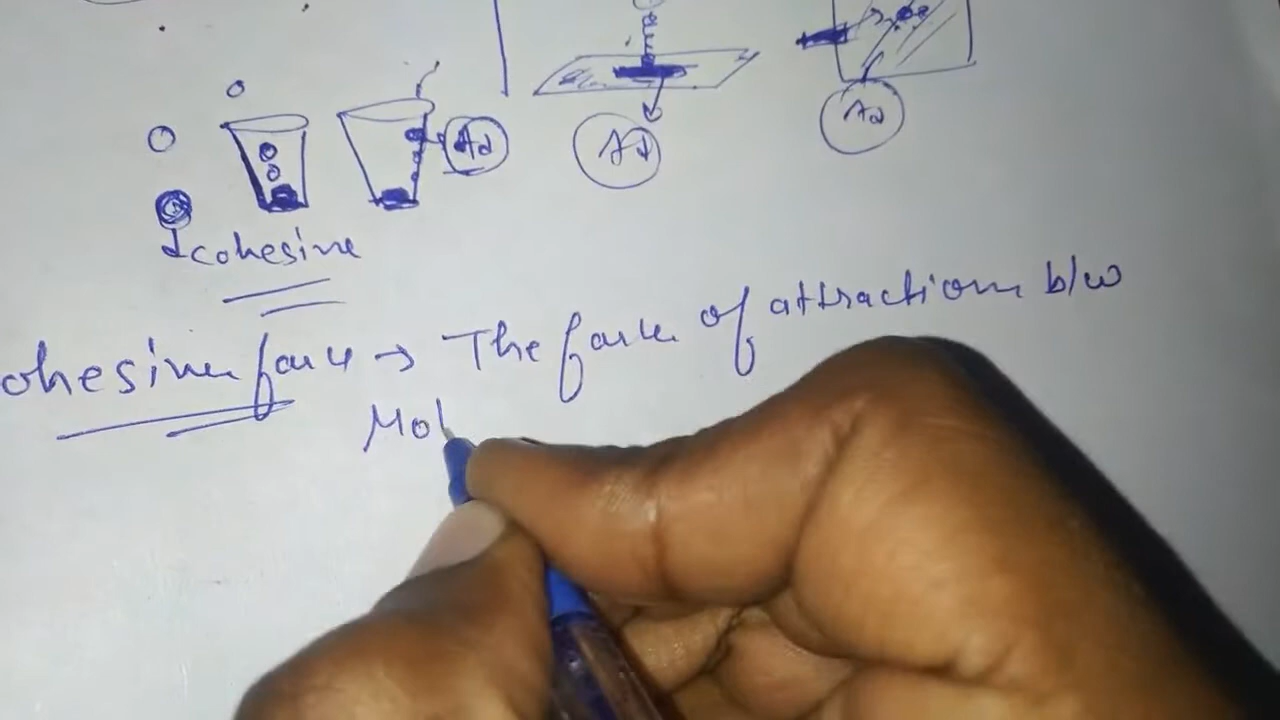 Ad
Ad
Ad
cohesive
ohesive force → The force of attraction b/w
Mol